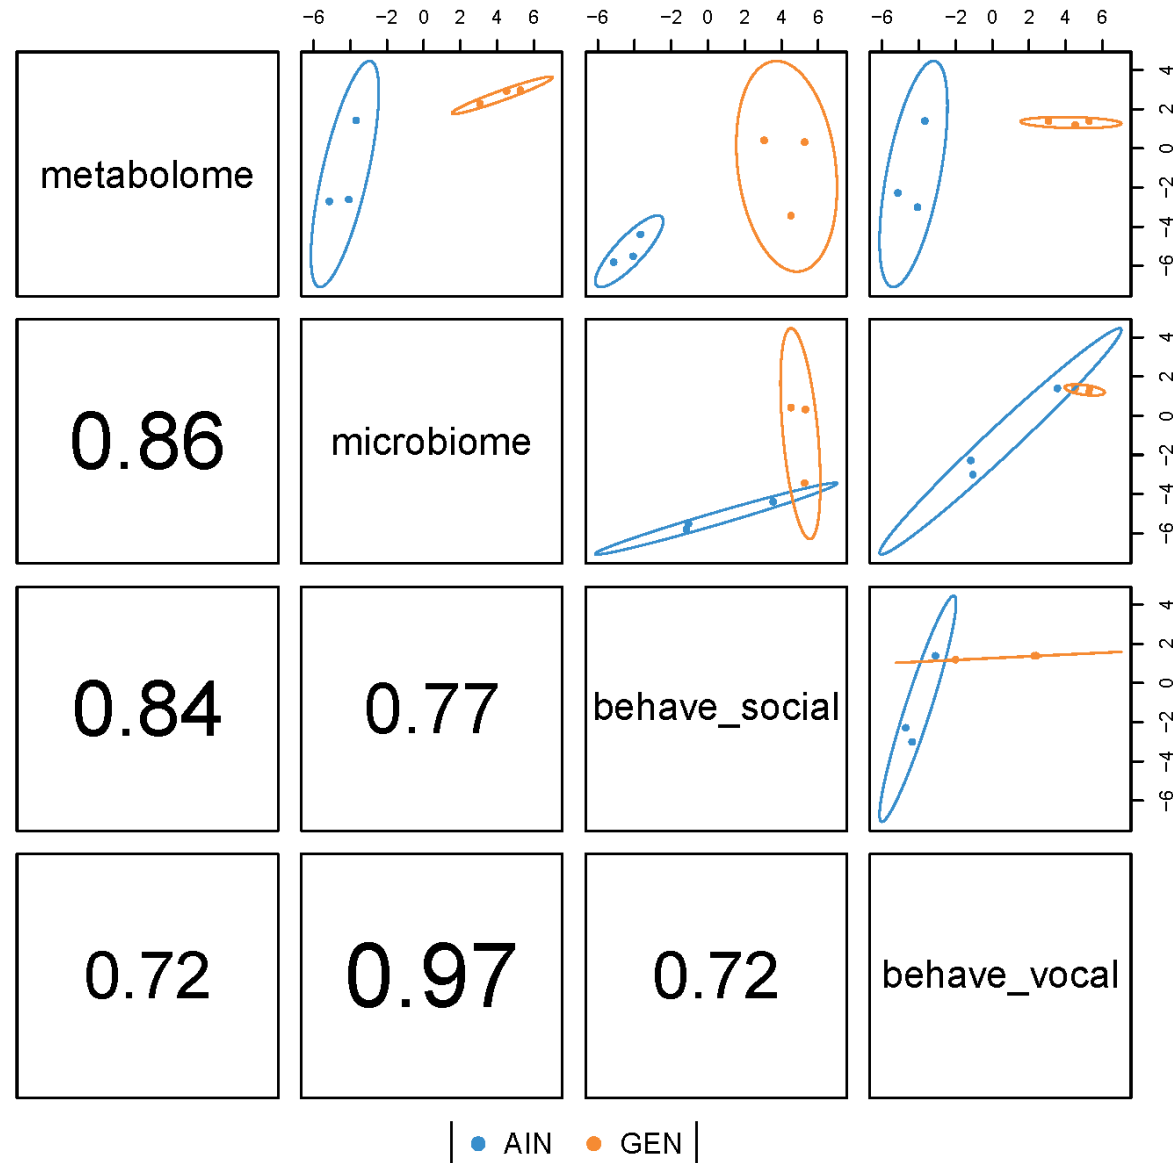 −6 −2 0 2 4 6 −6 −2 0 2 4 6 −6 −2 0 2 4 6
metabolome
−6 −4 −2 0 2 4
0.86 microbiome
−6 −4 −2 0 2 4
0.84 0.77 behave_social
−6 −4 −2 0 2 4
0.72 0.97 0.72 behave_vocal
AIN GEN